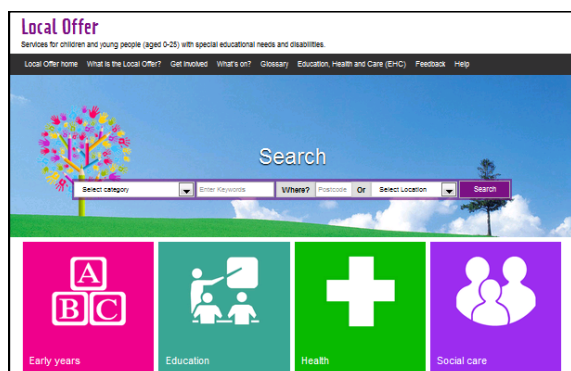 Local Offer
Services for children and young people (aged 0-25) with special educational needs and disabilities.
Local Offer home What is the Local Offer? Get Involved What's on? Glossary Education, Health and Care (EHC) Feedback Help
Search
Select category Enter Keywords Where? Postcode Or Select Location Search
A
B C
Early years Education Health Social care